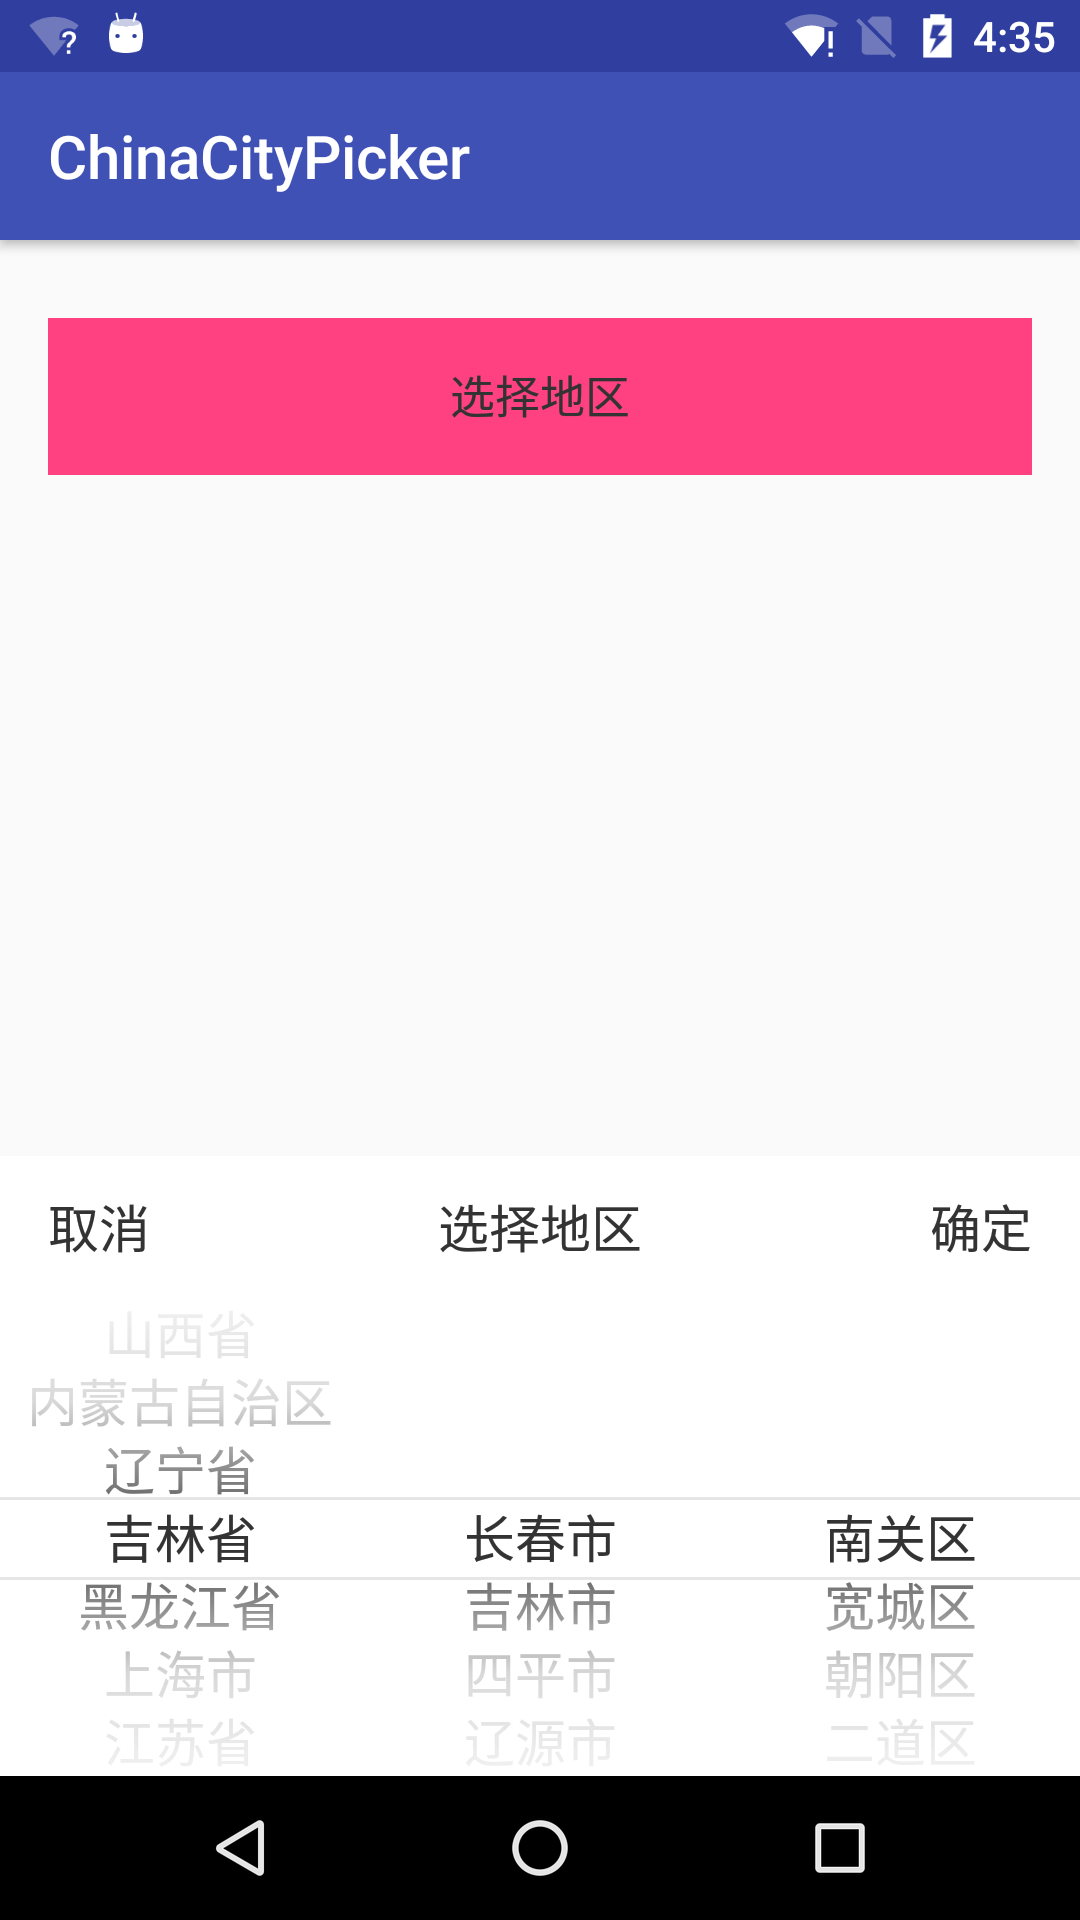 4:35
ChinaCityPicker
选择地区
取消 选择地区 确定
山西省
内蒙古自治区
辽宁省
吉林省 长春市 南关区
黑龙江省 吉林市 宽城区
上海市 四平市 朝阳区
江苏省 辽源市 二道区